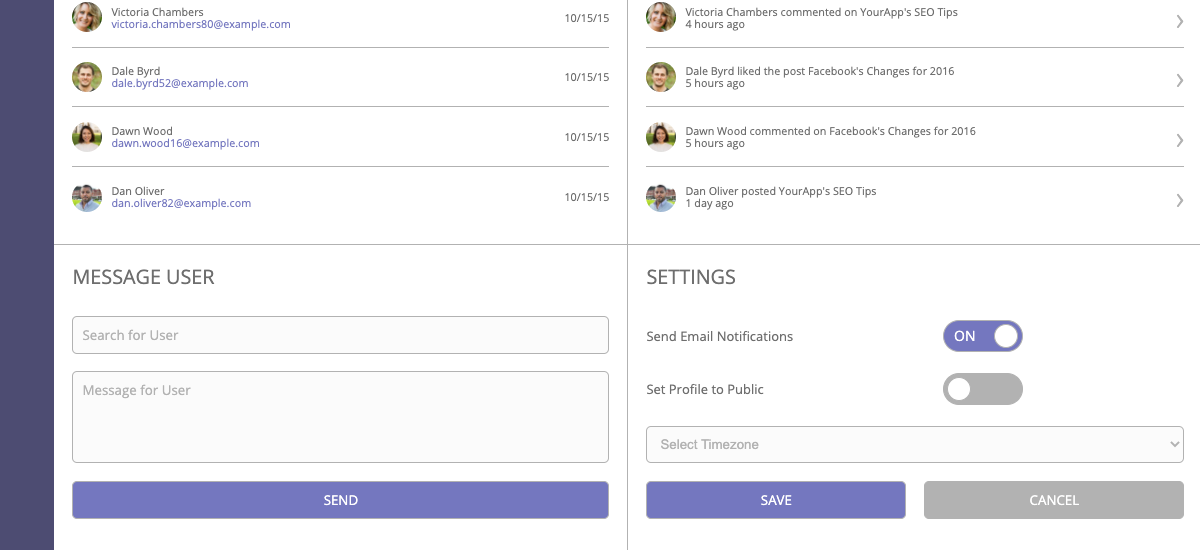 Victoria Chambers
victoria.chambers80@example.com
10/15/15
Dale Byrd
dale.byrd52@example.com
10/15/15
Dawn Wood
dawn.wood16@example.com
10/15/15
Dan Oliver
dan.oliver82@example.com
10/15/15
Victoria Chambers commented on YourApp's SEO Tips
4 hours ago
Dale Byrd liked the post Facebook's Changes for 2016
5 hours ago
Dawn Wood commented on Facebook's Changes for 2016
5 hours ago
Dan Oliver posted YourApp's SEO Tips
1 day ago
MESSAGE USER
Search for User
Message for User
SEND
SETTINGS
Send Email Notifications
ON
Set Profile to Public
Select Timezone
SAVE
CANCEL